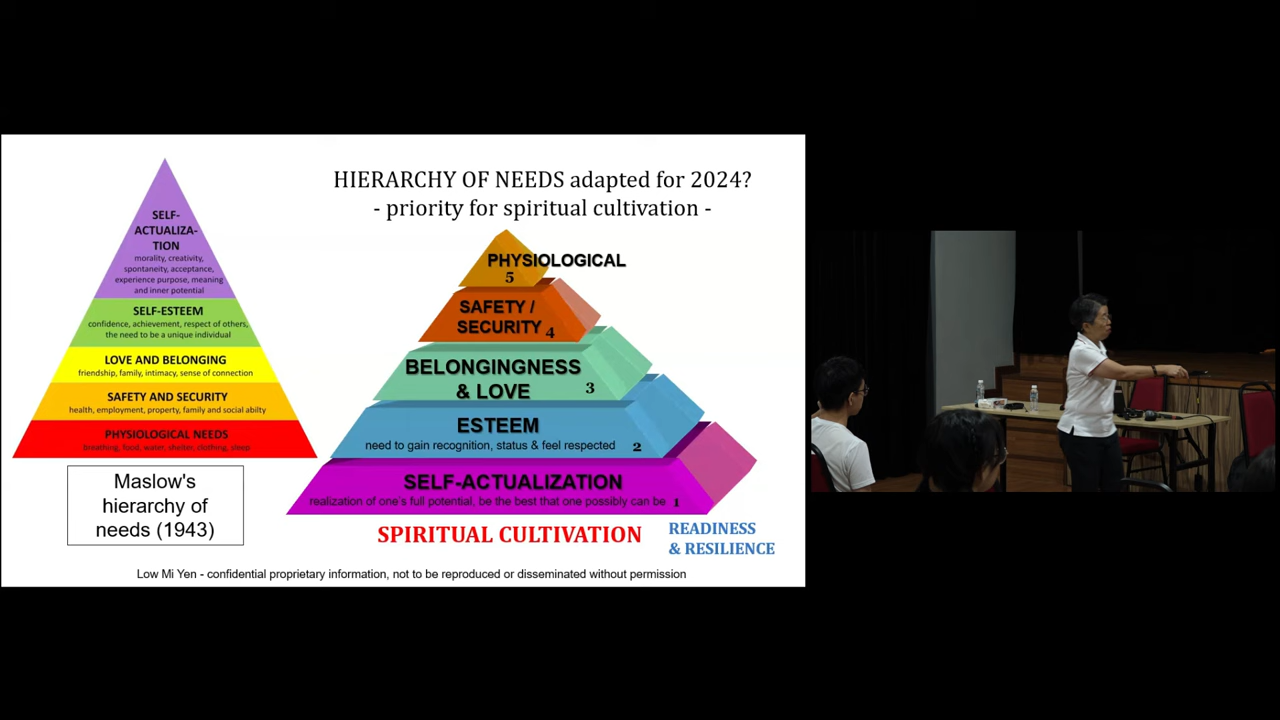 HIERARCHY OF NEEDS adapted for 2024?
- priority for spiritual cultivation -
SELF-
ACTUALIZA-
TION
morality, creativity,
spontaneity, acceptance,
experience purpose, meaning
and inner potential
SELF-ESTEEM
confidence, achievement, respect of others,
the need to be a unique individual
LOVE AND BELONGING
friendship, family, intimacy, sense of connection
SAFETY AND SECURITY
health, employment, property, family and social abilty
PHYSIOLOGICAL NEEDS
breathing, food, water, shelter, clothing, sleep
Maslow's
hierarchy of
needs (1943)
PHYSIOLOGICAL
5
SAFETY /
SECURITY 4
BELONGINGNESS
& LOVE 3
ESTEEM
need to gain recognition, status & feel respected 2
SELF-ACTUALIZATION
realization of one's full potential, be the best that one possibly can be 1
SPIRITUAL CULTIVATION
READINESS
& RESILIENCE
Low Mi Yen - confidential proprietary information, not to be reproduced or disseminated without permission